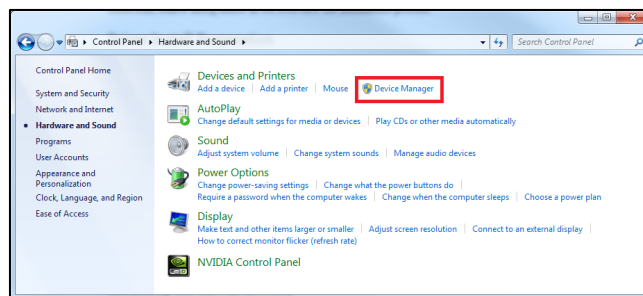 Control Panel ▸ Hardware and Sound ▸
Search Control Panel
Control Panel Home
System and Security
Network and Internet
Hardware and Sound
Programs
User Accounts
Appearance and
Personalization
Clock, Language, and Region
Ease of Access
Devices and Printers
Add a device | Add a printer | Mouse | Device Manager
AutoPlay
Change default settings for media or devices | Play CDs or other media automatically
Sound
Adjust system volume | Change system sounds | Manage audio devices
Power Options
Change power-saving settings | Change what the power buttons do |
Require a password when the computer wakes | Change when the computer sleeps | Choose a power plan
Display
Make text and other items larger or smaller | Adjust screen resolution | Connect to an external display |
How to correct monitor flicker (refresh rate)
NVIDIA Control Panel